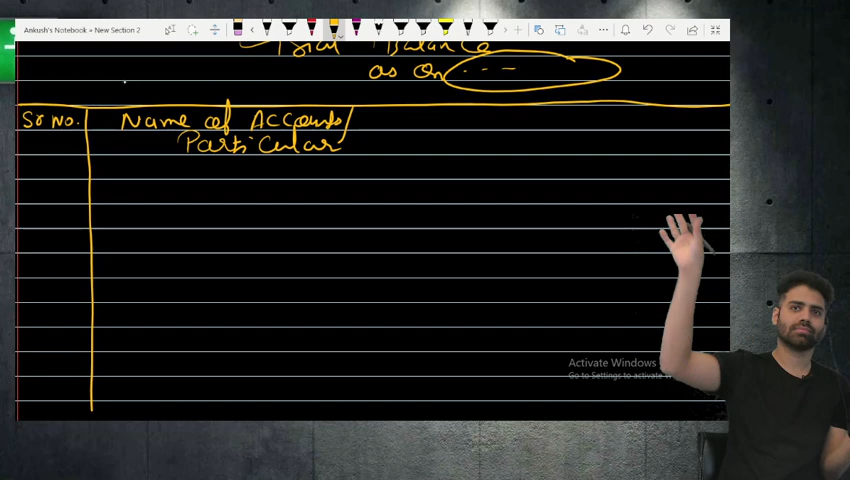 Ankush's Notebook » New Section 2
Trial Balance
as on ---
Sr No.
Name of Accounts/
Particular
Activate Windows
Go to Settings to activate W